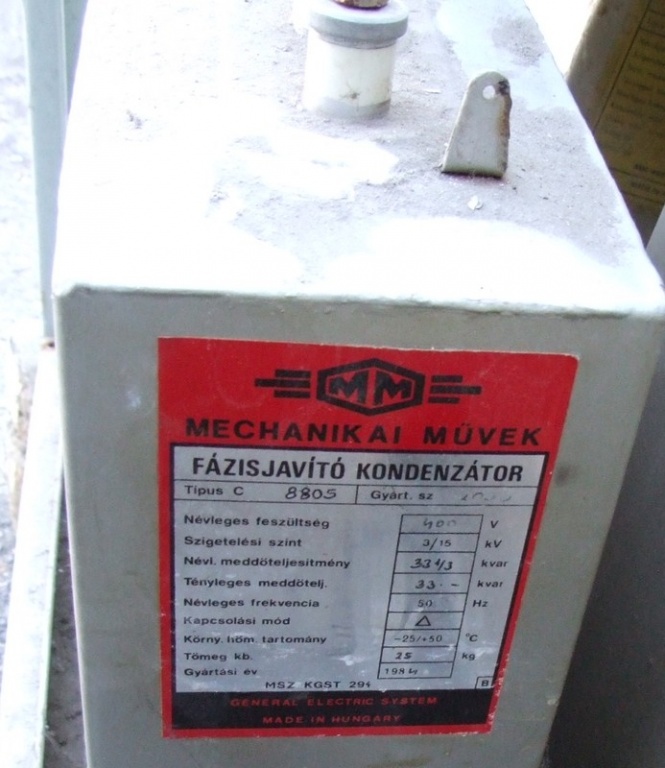 MM
MECHANIKAI MŰVEK
FÁZISJAVÍTÓ KONDENZÁTOR
Tipus C 8805 Gyárt. sz
Névleges feszültség 400 V
Szigetelési szint 3/15 kV
Névl. meddőteljesítmény 33 1/3 kvar
Tényleges meddőtelj. 33.- kvar
Névleges frekvencia 50 Hz
Kapcsolási mód △
Körny. hőm. tartomány -25/+50 °C
Tömeg kb. 25 kg
Gyártási év
MSZ KGST 294 B
GENERAL ELECTRIC SYSTEM
MADE IN HUNGARY